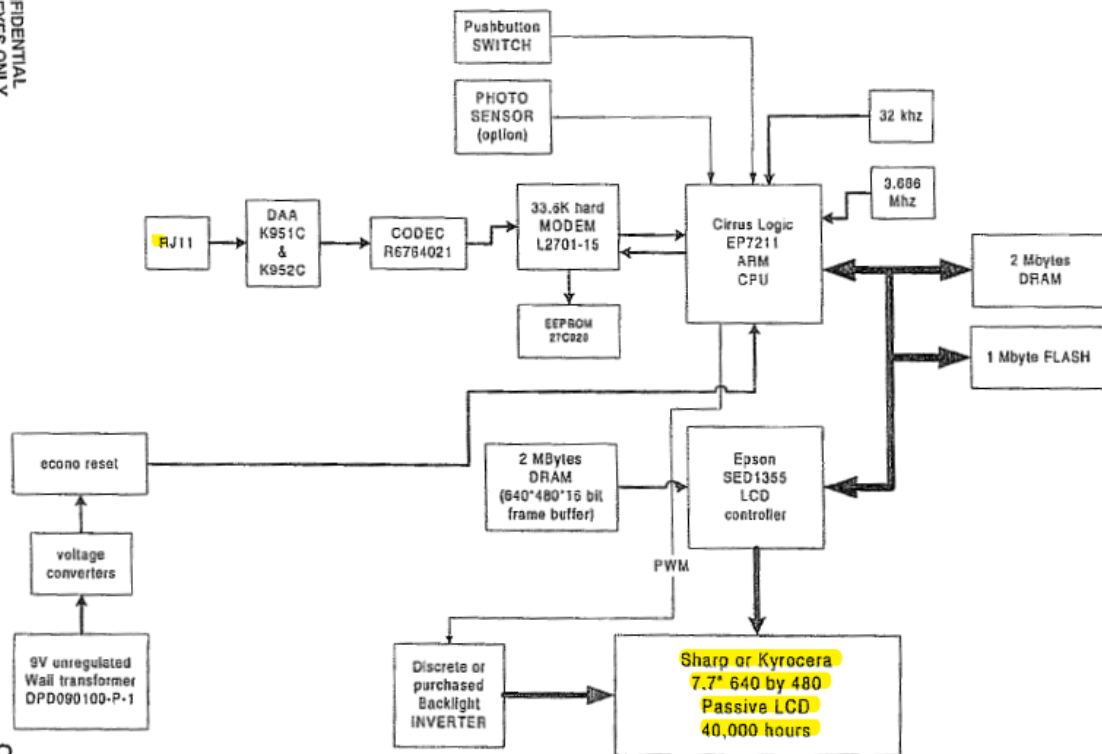 FIDENTIAL
EYES ONLY
Pushbutton
SWITCH
PHOTO
SENSOR
(option)
32 khz
3.686
Mhz
RJ11
DAA
K951C
&
K952C
CODEC
R6764021
33.6K hard
MODEM
L2701-15
Cirrus Logic
EP7211
ARM
CPU
2 Mbytes
DRAM
EEPROM
27C020
1 Mbyte FLASH
econo reset
2 MBytes
DRAM
(640*480*16 bit
frame buffer)
Epson
SED1355
LCD
controller
voltage
converters
PWM
9V unregulated
Wall transformer
DPD090100-P-1
Discrete or
purchased
Backlight
INVERTER
Sharp or Kyrocera
7.7" 640 by 480
Passive LCD
40,000 hours